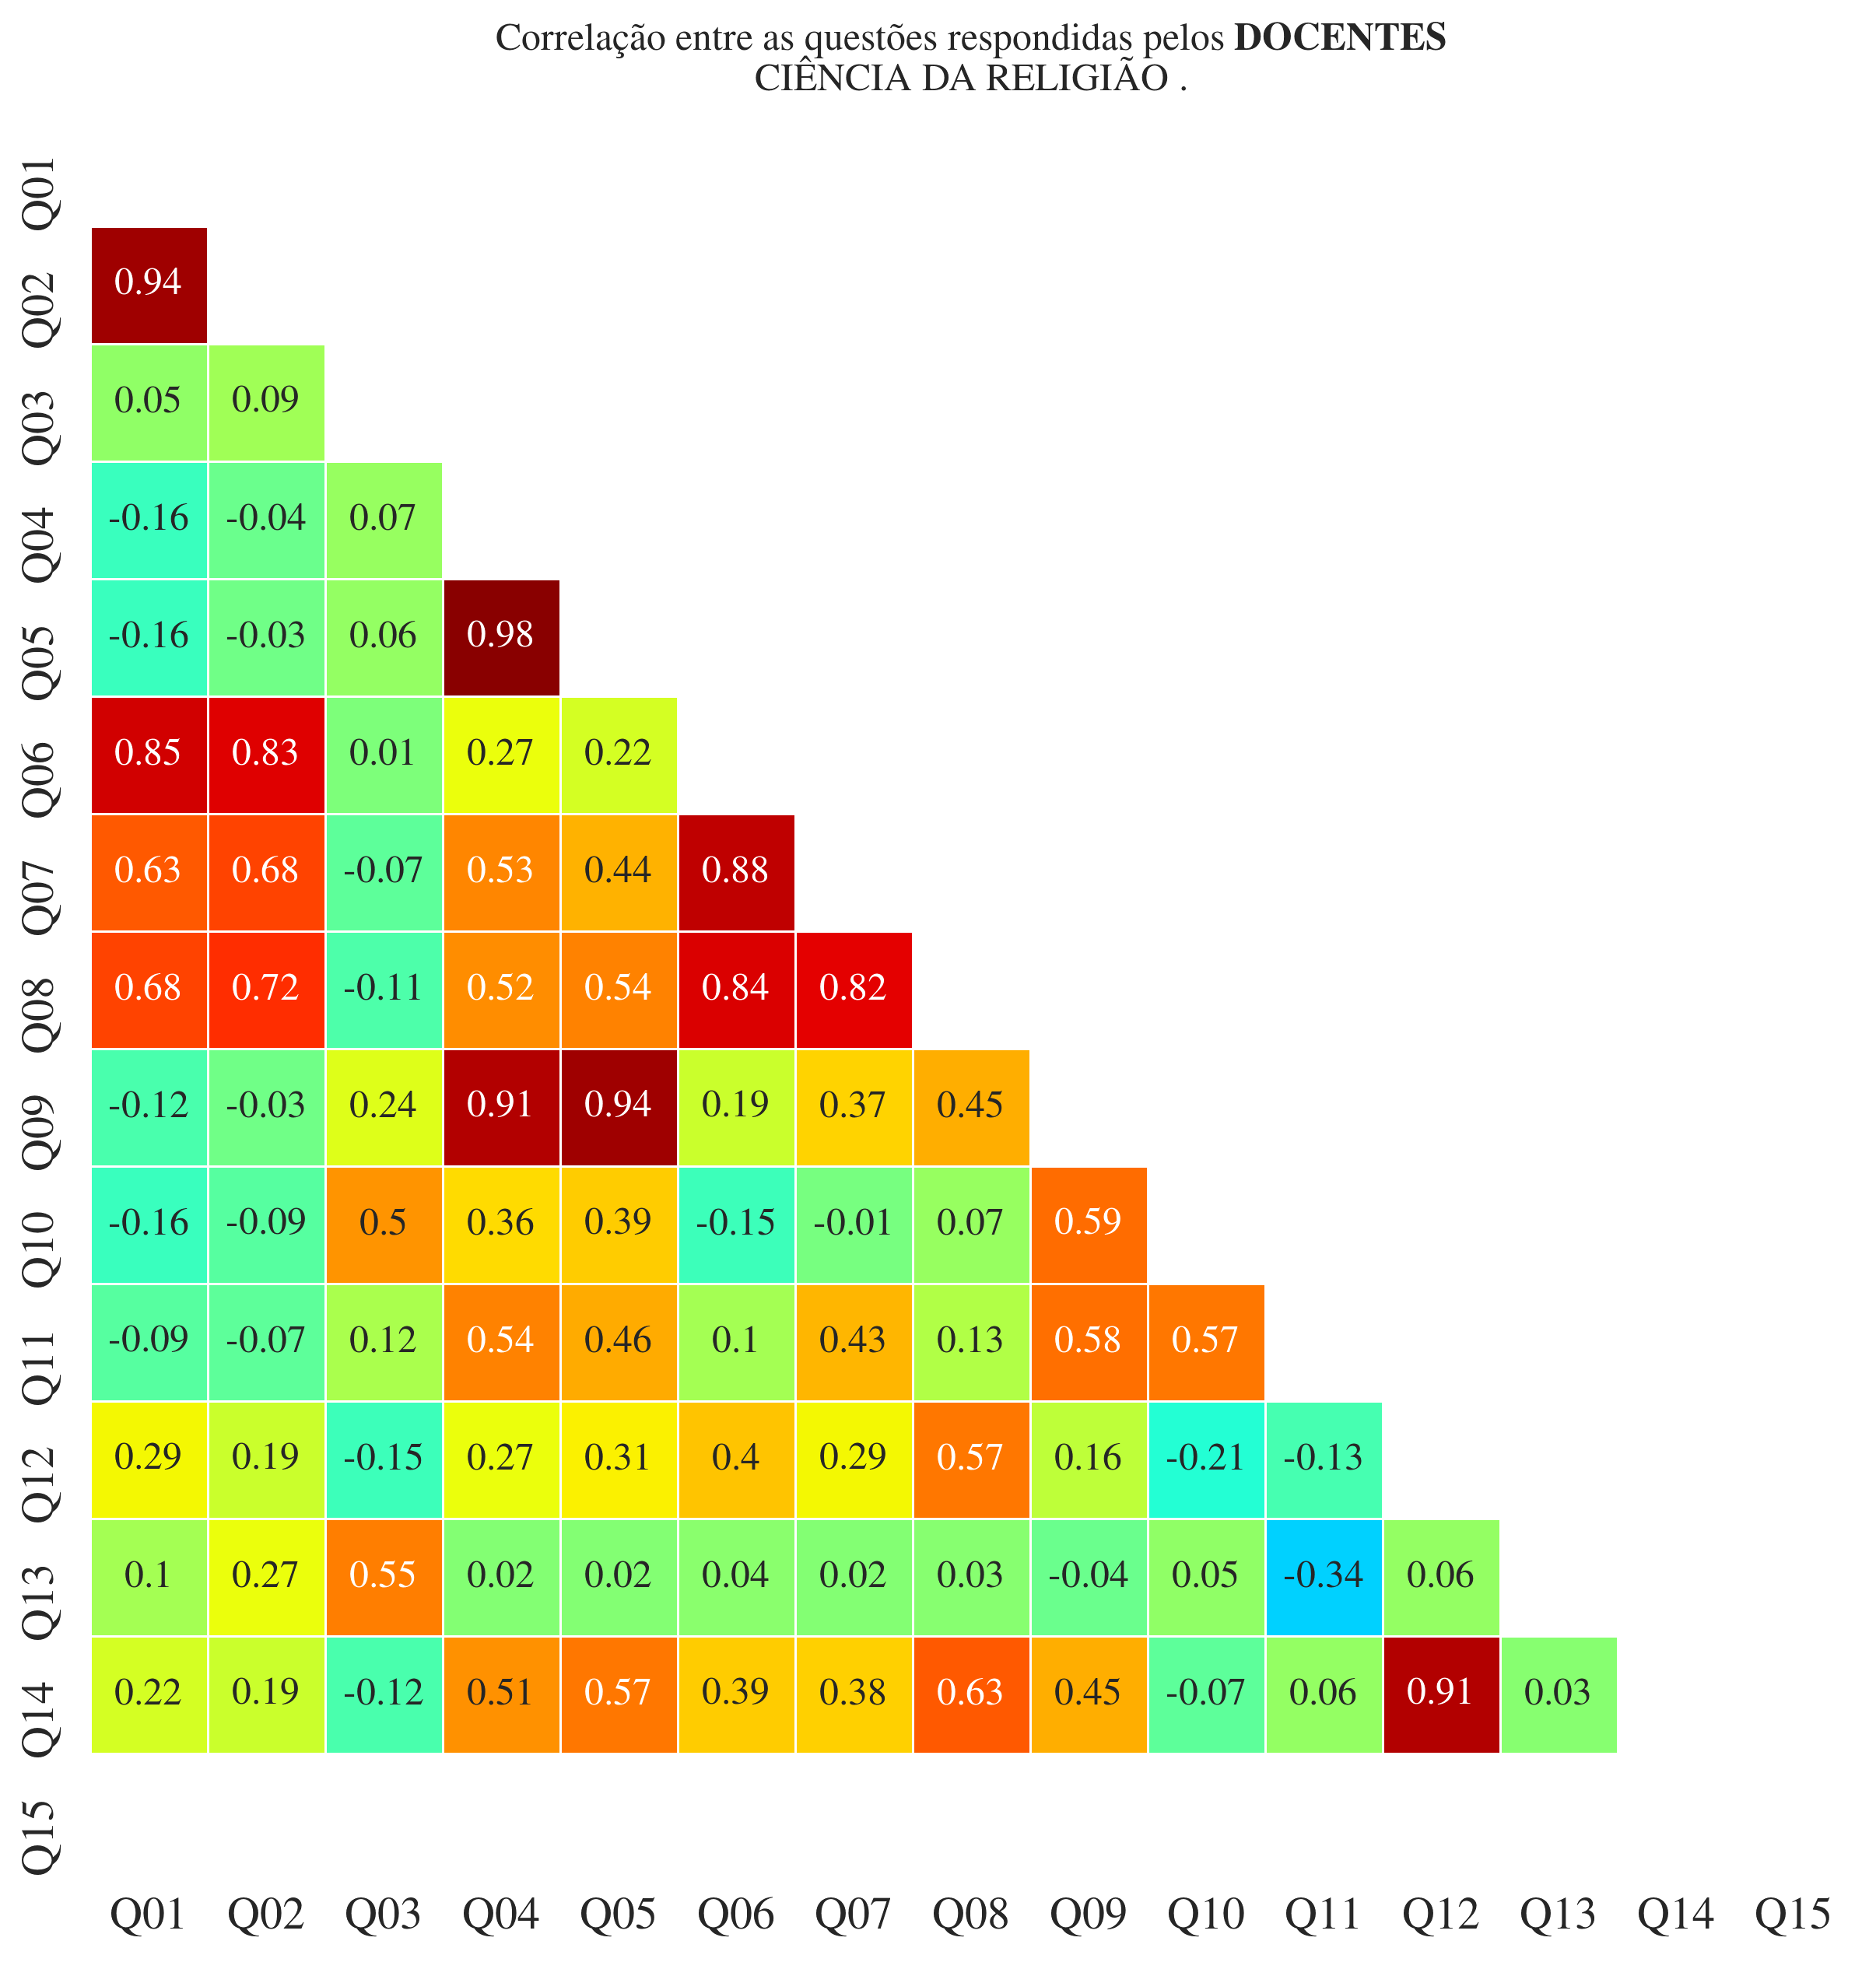 Correlação entre as questões respondidas pelos DOCENTES
CIÊNCIA DA RELIGIÃO .
Q01
Q02 0.94
Q03 0.05 0.09
Q04 -0.16 -0.04 0.07
Q05 -0.16 -0.03 0.06 0.98
Q06 0.85 0.83 0.01 0.27 0.22
Q07 0.63 0.68 -0.07 0.53 0.44 0.88
Q08 0.68 0.72 -0.11 0.52 0.54 0.84 0.82
Q09 -0.12 -0.03 0.24 0.91 0.94 0.19 0.37 0.45
Q10 -0.16 -0.09 0.5 0.36 0.39 -0.15 -0.01 0.07 0.59
Q11 -0.09 -0.07 0.12 0.54 0.46 0.1 0.43 0.13 0.58 0.57
Q12 0.29 0.19 -0.15 0.27 0.31 0.4 0.29 0.57 0.16 -0.21 -0.13
Q13 0.1 0.27 0.55 0.02 0.02 0.04 0.02 0.03 -0.04 0.05 -0.34 0.06
Q14 0.22 0.19 -0.12 0.51 0.57 0.39 0.38 0.63 0.45 -0.07 0.06 0.91 0.03
Q15
Q01 Q02 Q03 Q04 Q05 Q06 Q07 Q08 Q09 Q10 Q11 Q12 Q13 Q14 Q15